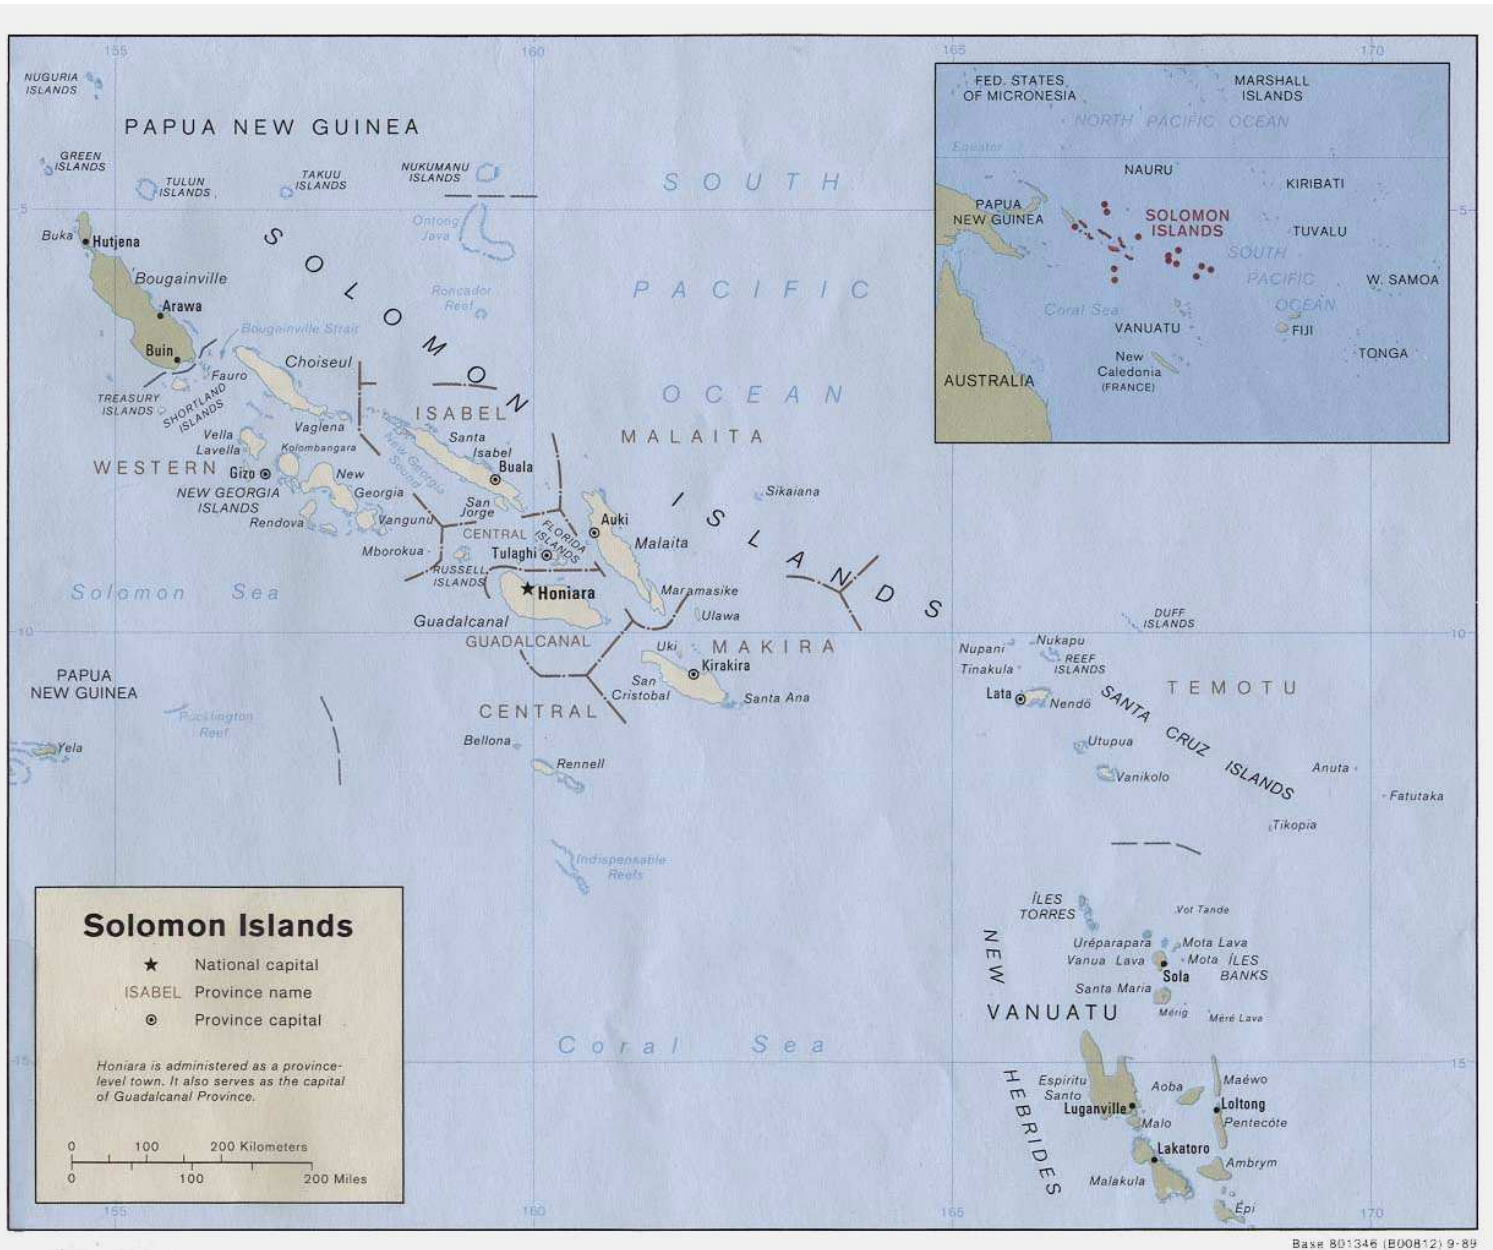 155
160
165
170
NUGURIA
ISLANDS
PAPUA NEW GUINEA
GREEN
ISLANDS
TULUN
ISLANDS
TAKUU
ISLANDS
NUKUMANU
ISLANDS
5
5
Ontong
Java
Buka
Hutjena
Bougainville
Arawa
Buin
Bougainville Strait
Roncador
Reef
SOUTH
PACIFIC
OCEAN
SOLOMON
ISLANDS
Choiseul
Fauro
TREASURY
ISLANDS
SHORTLAND
ISLANDS
Vaglena
ISABEL
MALAITA
Vella
Lavella
Kolombangara
WESTERN
Gizo
New
Georgia
NEW GEORGIA
ISLANDS
Rendova
Vangunu
New Georgia
Sound
Santa
Isabel
Buala
San
Jorge
Sikaiana
Mborokua
CENTRAL
FLORIDA
ISLANDS
Tulaghi
RUSSELL
ISLANDS
Auki
Malaita
Solomon Sea
Honiara
Guadalcanal
GUADALCANAL
Maramasike
Ulawa
10
10
Uki
MAKIRA
Kirakira
San
Cristobal
Santa Ana
CENTRAL
Bellona
Rennell
PAPUA
NEW GUINEA
Pocklington
Reef
Yela
Indispensable
Reefs
DUFF
ISLANDS
Nupani
Nukapu
REEF
ISLANDS
Tinakula
Lata
Nendö
TEMOTU
SANTA CRUZ ISLANDS
Utupua
Vanikolo
Anuta
Fatutaka
Tikopia
ÎLES
TORRES
Vot Tande
Uréparapara
Mota Lava
Vanua Lava
Mota
ÎLES
BANKS
Sola
Santa Maria
Mérig
Méré Lava
NEW
HEBRIDES
VANUATU
Coral Sea
15
15
Espiritu
Santo
Aoba
Maéwo
Luganville
Loltong
Malo
Pentecôte
Lakatoro
Ambrym
Malakula
Épi
155
160
165
170
FED. STATES
OF MICRONESIA
MARSHALL
ISLANDS
NORTH PACIFIC OCEAN
Equator
NAURU
KIRIBATI
PAPUA
NEW GUINEA
SOLOMON
ISLANDS
TUVALU
SOUTH
PACIFIC
OCEAN
W. SAMOA
Coral Sea
VANUATU
FIJI
New
Caledonia
(FRANCE)
TONGA
AUSTRALIA
Solomon Islands
National capital
ISABEL Province name
Province capital
Honiara is administered as a province-
level town. It also serves as the capital
of Guadalcanal Province.
0 100 200 Kilometers
0 100 200 Miles
Base 801346 (B00812) 9-89